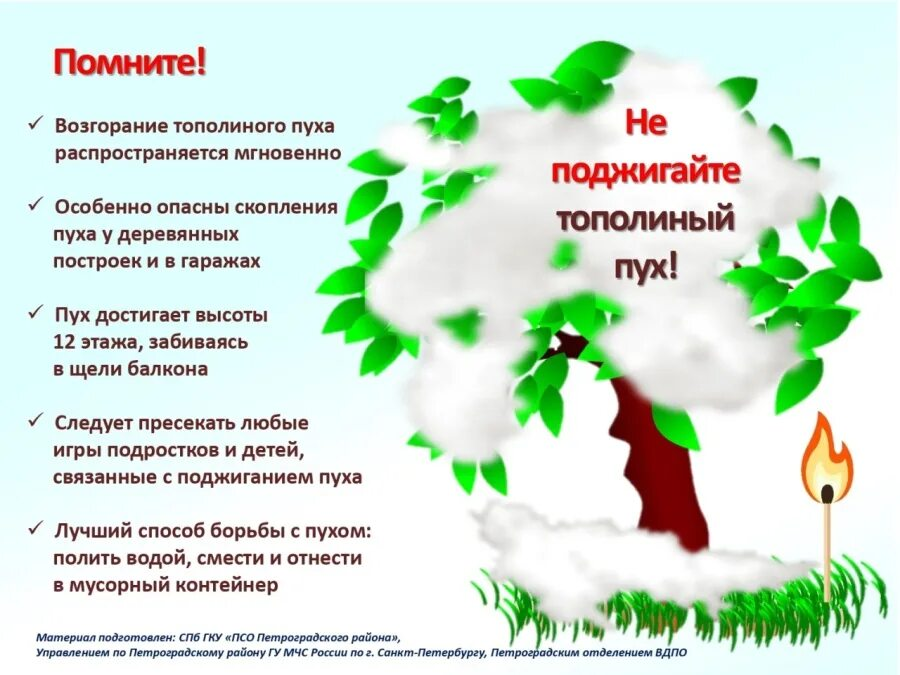 Помните!
✓ Возгорание тополиного пуха
распространяется мгновенно
✓ Особенно опасны скопления
пуха у деревянных
построек и в гаражах
✓ Пух достигает высоты
12 этажа, забиваясь
в щели балкона
✓ Следует пресекать любые
игры подростков и детей,
связанные с поджиганием пуха
✓ Лучший способ борьбы с пухом:
полить водой, смести и отнести
в мусорный контейнер
Не
поджигайте
тополиный
пух!
Материал подготовлен: СПб ГКУ «ПСО Петроградского района»,
Управлением по Петроградскому району ГУ МЧС России по г. Санкт-Петербургу, Петроградским отделением ВДПО